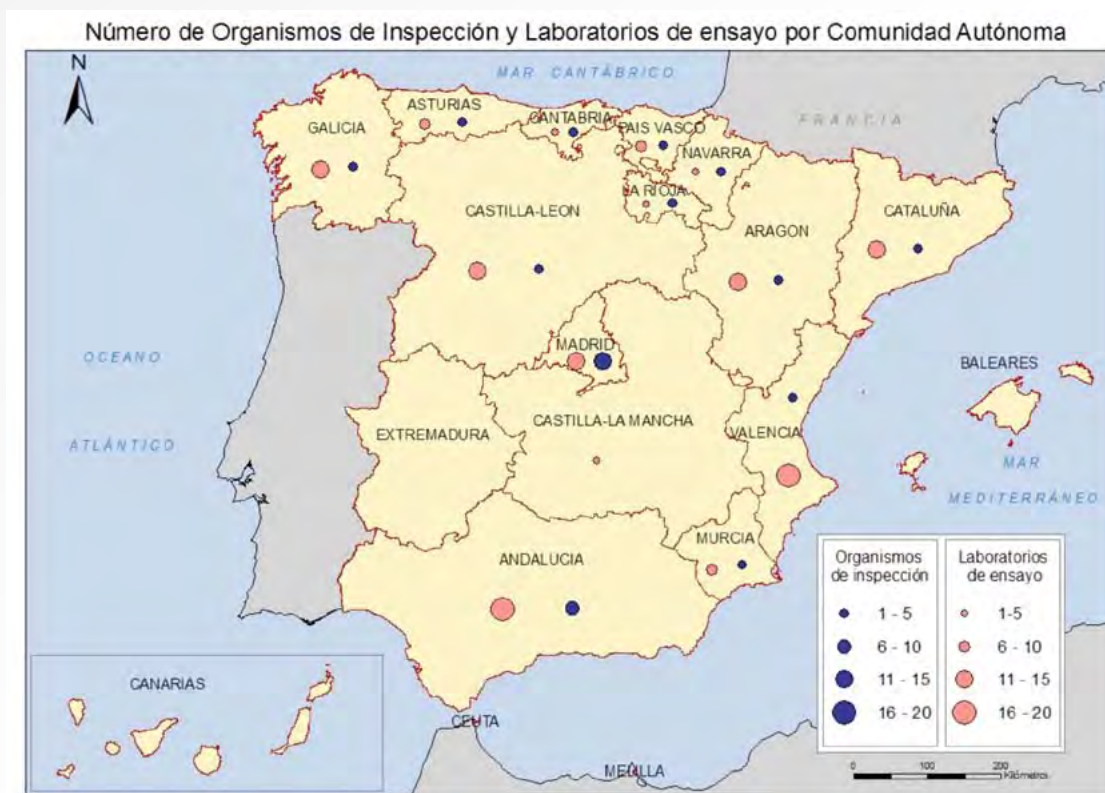 Número de Organismos de Inspección y Laboratorios de ensayo por Comunidad Autónoma
N
MAR CANTÁBRICO
ASTURIAS
CANTABRIA
PAIS VASCO
GALICIA
FRANCIA
NAVARRA
LA RIOJA
CASTILLA-LEON
CATALUÑA
ARAGON
MADRID
OCEANO
ATLÁNTICO
BALEARES
CASTILLA-LA MANCHA
EXTREMADURA
VALENCIA
MAR
MEDITERRÁNEO
MURCIA
ANDALUCIA
Organismos
de inspección
1 - 5
6 - 10
11 - 15
16 - 20
Laboratorios
de ensayo
1-5
6 - 10
11 - 15
16 - 20
CANARIAS
CEUTA
MELILLA
0 100 200
Kilómetros